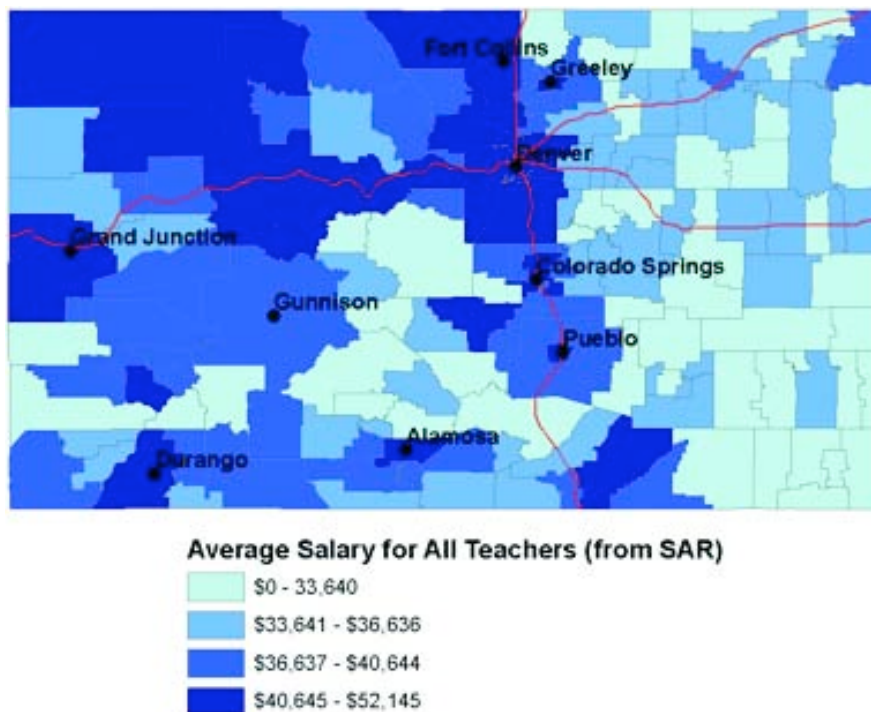 Fort Collins
Greeley
Denver
Grand Junction
Colorado Springs
Gunnison
Pueblo
Alamosa
Durango
Average Salary for All Teachers (from SAR)
$0 - 33,640
$33,641 - $36,636
$36,637 - $40,644
$40,645 - $52,145